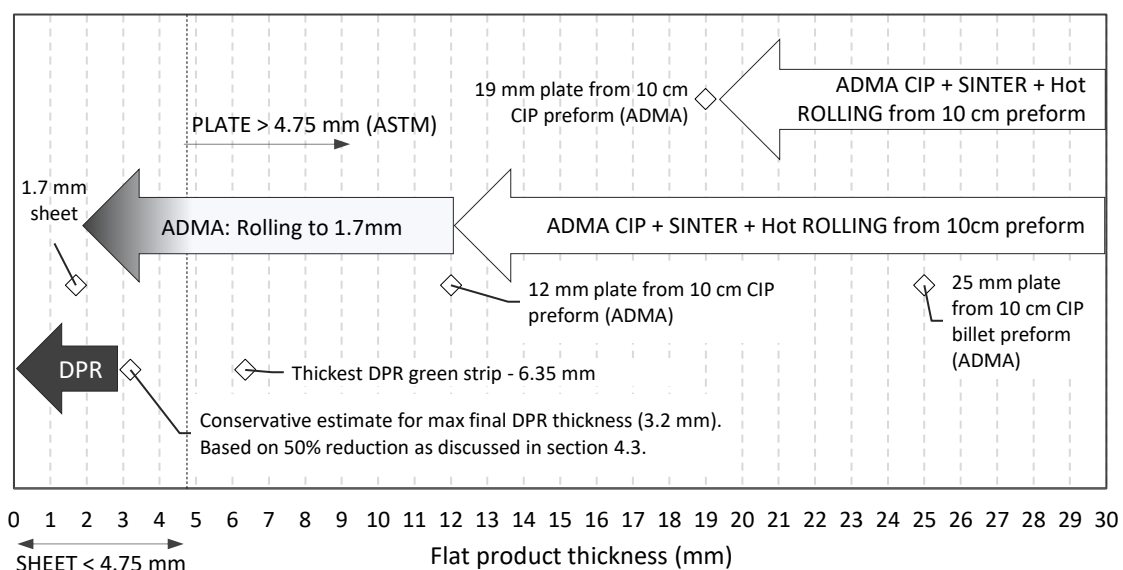 ADMA CIP + SINTER + Hot
ROLLING from 10 cm preform
19 mm plate from 10 cm
CIP preform (ADMA)
PLATE > 4.75 mm (ASTM)
1.7 mm
sheet
ADMA: Rolling to 1.7mm
ADMA CIP + SINTER + Hot ROLLING from 10cm preform
12 mm plate from 10 cm CIP
preform (ADMA)
25 mm plate
from 10 cm CIP
billet preform
(ADMA)
DPR
Thickest DPR green strip - 6.35 mm
Conservative estimate for max final DPR thickness (3.2 mm).
Based on 50% reduction as discussed in section 4.3.
0 1 2 3 4 5 6 7 8 9 10 11 12 13 14 15 16 17 18 19 20 21 22 23 24 25 26 27 28 29 30
SHEET < 4.75 mm
Flat product thickness (mm)